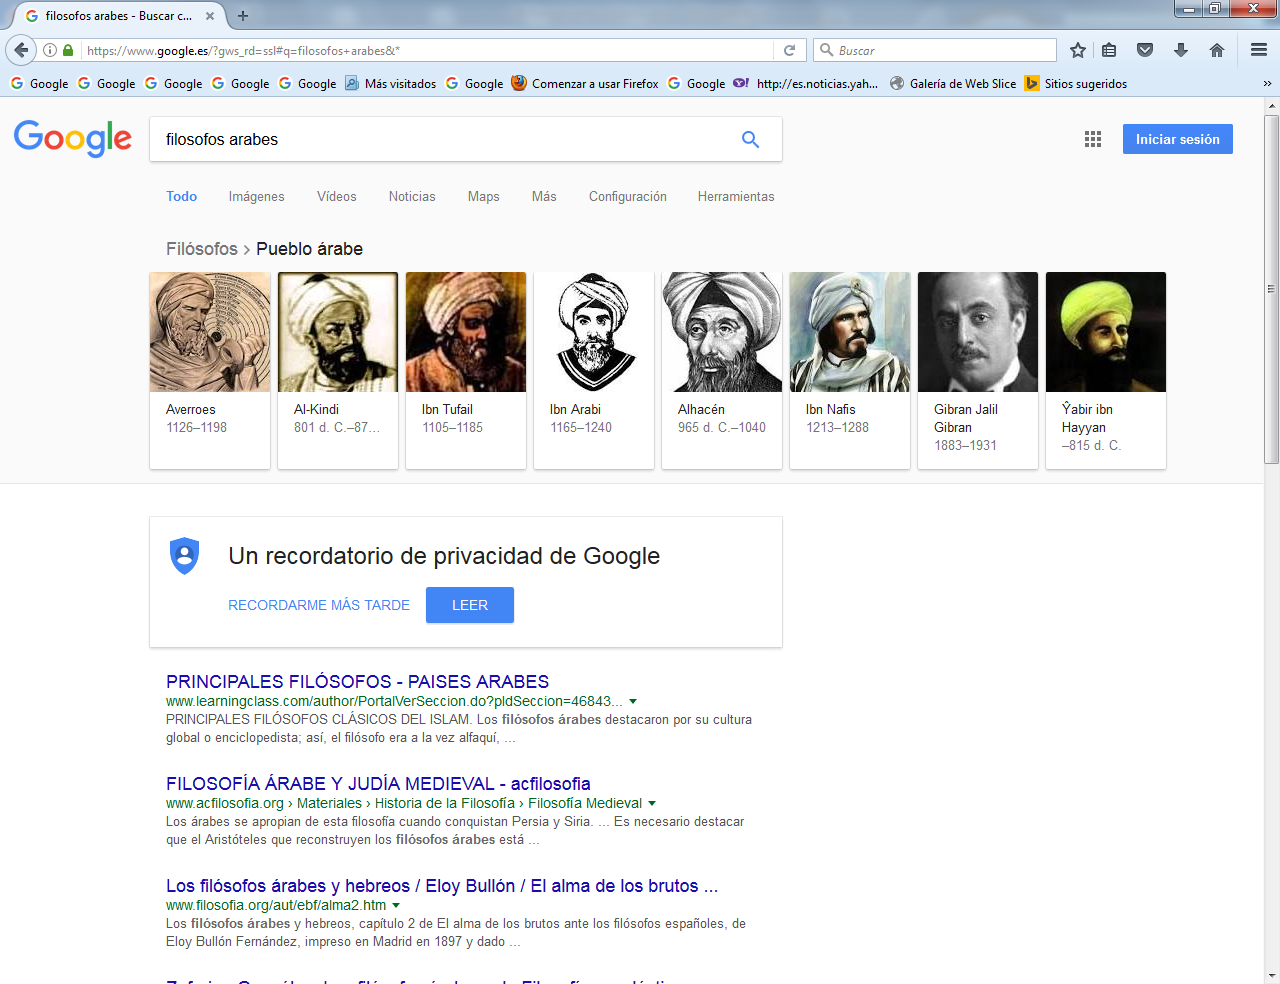 filosofos arabes - Buscar c...
https://www.google.es/?gws_rd=ssl#q=filosofos+arabes&*
Buscar
Google Google Google Google Google Más visitados Google Comenzar a usar Firefox Google http://es.noticias.yah... Galería de Web Slice Sitios sugeridos
Google filosofos arabes Iniciar sesión
Todo Imágenes Vídeos Noticias Maps Más Configuración Herramientas
Filósofos › Pueblo árabe
Averroes
1126–1198
Al-Kindi
801 d. C.–87...
Ibn Tufail
1105–1185
Ibn Arabi
1165–1240
Alhacén
965 d. C.–1040
Ibn Nafis
1213–1288
Gibran Jalil
Gibran
1883–1931
Ŷabir ibn
Hayyan
–815 d. C.
Un recordatorio de privacidad de Google
RECORDARME MÁS TARDE LEER
PRINCIPALES FILÓSOFOS - PAISES ARABES
www.learningclass.com/author/PortalVerSeccion.do?pIdSeccion=46843...
PRINCIPALES FILÓSOFOS CLÁSICOS DEL ISLAM. Los filósofos árabes destacaron por su cultura
global o enciclopedista; así, el filósofo era a la vez alfaquí, ...
FILOSOFÍA ÁRABE Y JUDÍA MEDIEVAL - acfilosofia
www.acfilosofia.org › Materiales › Historia de la Filosofía › Filosofía Medieval
Los árabes se apropian de esta filosofía cuando conquistan Persia y Siria. ... Es necesario destacar
que el Aristóteles que reconstruyen los filósofos árabes está ...
Los filósofos árabes y hebreos / Eloy Bullón / El alma de los brutos ...
www.filosofia.org/aut/ebf/alma2.htm
Los filósofos árabes y hebreos, capítulo 2 de El alma de los brutos ante los filósofos españoles, de
Eloy Bullón Fernández, impreso en Madrid en 1897 y dado ...